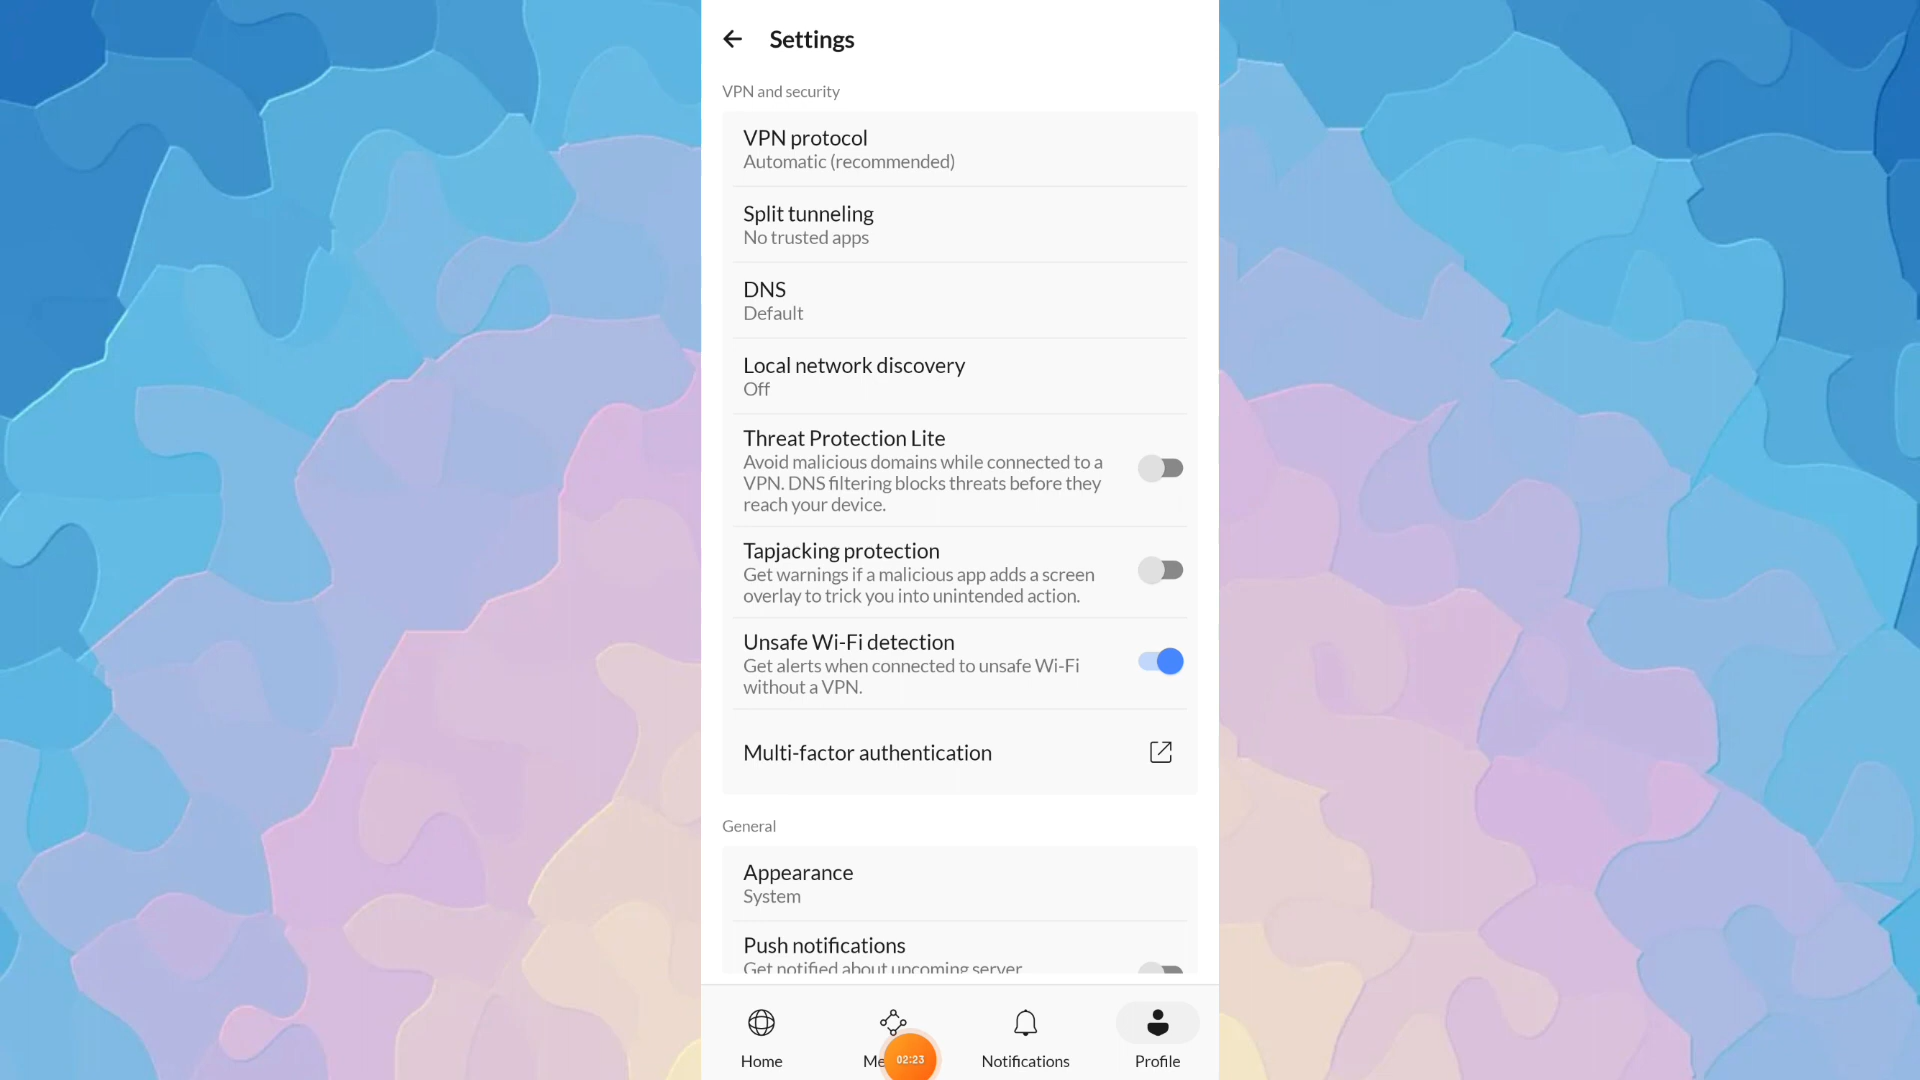 Settings
VPN and security
VPN protocol
Automatic (recommended)
Split tunneling
No trusted apps
DNS
Default
Local network discovery
Off
Threat Protection Lite
Avoid malicious domains while connected to a
VPN. DNS filtering blocks threats before they
reach your device.
Tapjacking protection
Get warnings if a malicious app adds a screen
overlay to trick you into unintended action.
Unsafe Wi-Fi detection
Get alerts when connected to unsafe Wi-Fi
without a VPN.
Multi-factor authentication
General
Appearance
System
Push notifications
Get notified about upcoming server
Home
02:23
Notifications
Profile